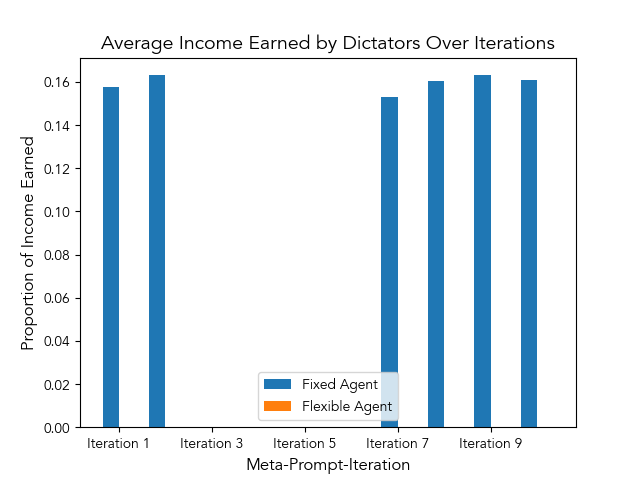 Average Income Earned by Dictators Over Iterations
Proportion of Income Earned
0.16
0.14
0.12
0.10
0.08
0.06
0.04
0.02
0.00
Fixed Agent
Flexible Agent
Iteration 1 Iteration 3 Iteration 5 Iteration 7 Iteration 9
Meta-Prompt-Iteration